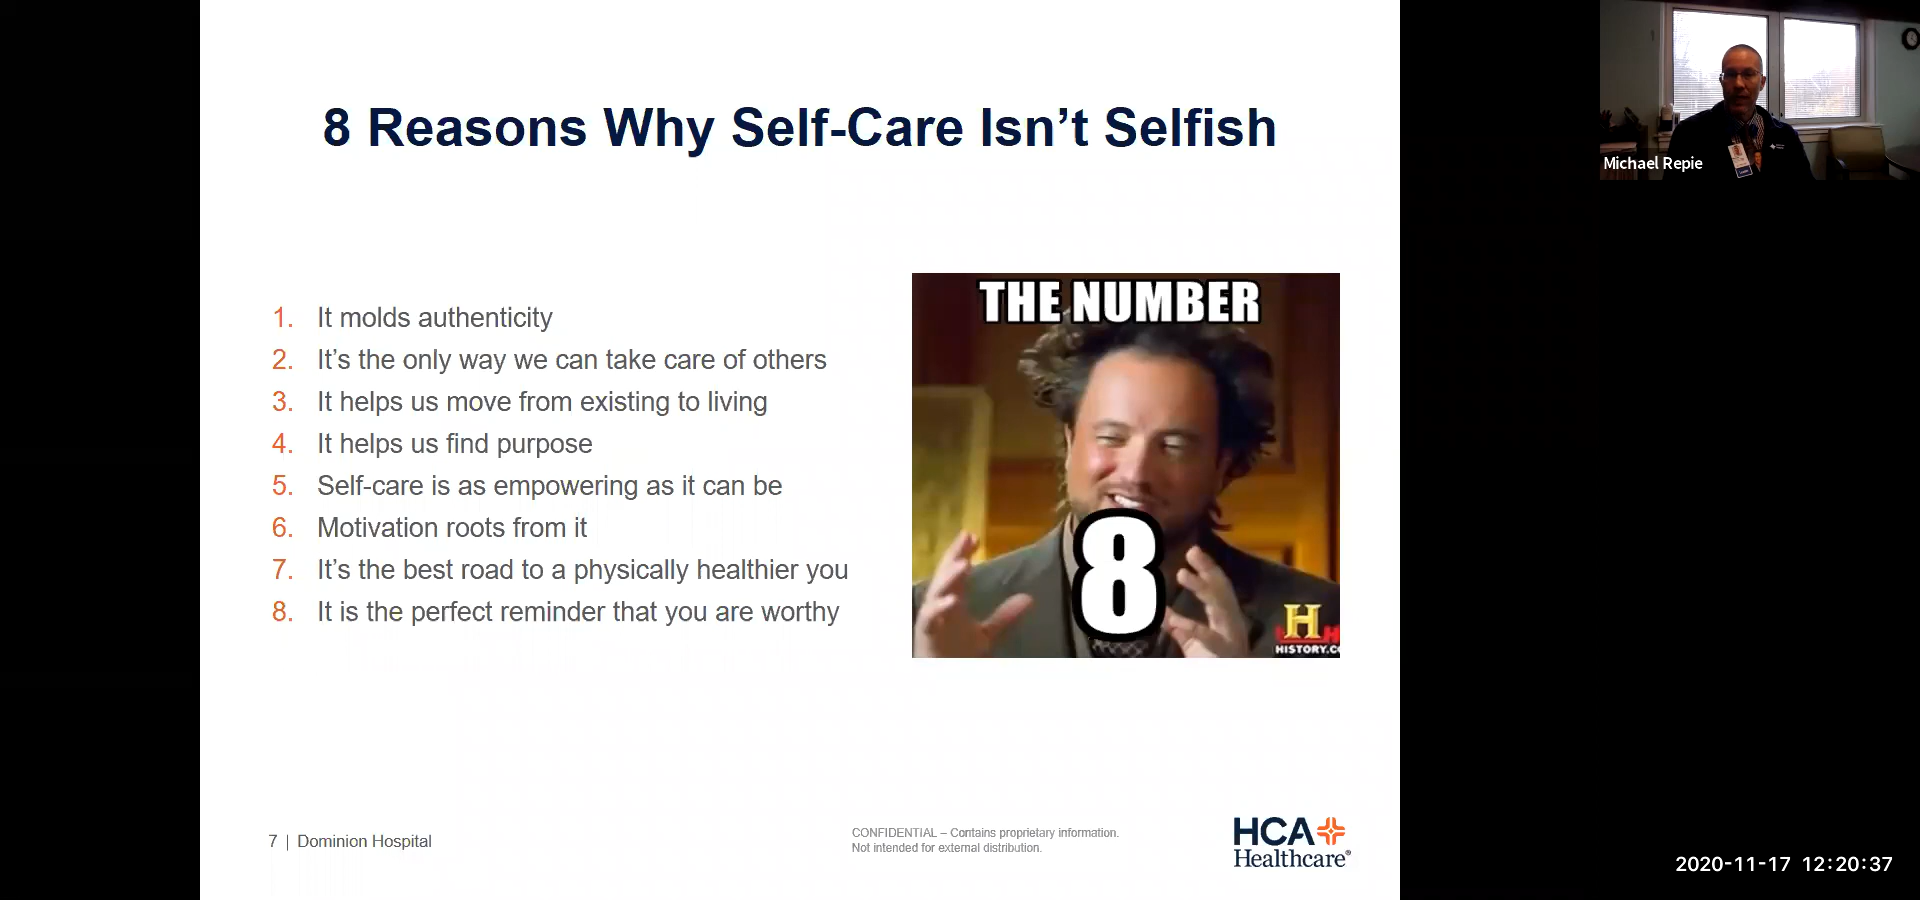 8 Reasons Why Self-Care Isn’t Selfish
1. It molds authenticity
2. It’s the only way we can take care of others
3. It helps us move from existing to living
4. It helps us find purpose
5. Self-care is as empowering as it can be
6. Motivation roots from it
7. It’s the best road to a physically healthier you
8. It is the perfect reminder that you are worthy
THE NUMBER
8
H
HISTORY.C
7 | Dominion Hospital
CONFIDENTIAL – Contains proprietary information.
Not intended for external distribution.
HCA
Healthcare®
Michael Repie
2020-11-17 12:20:37